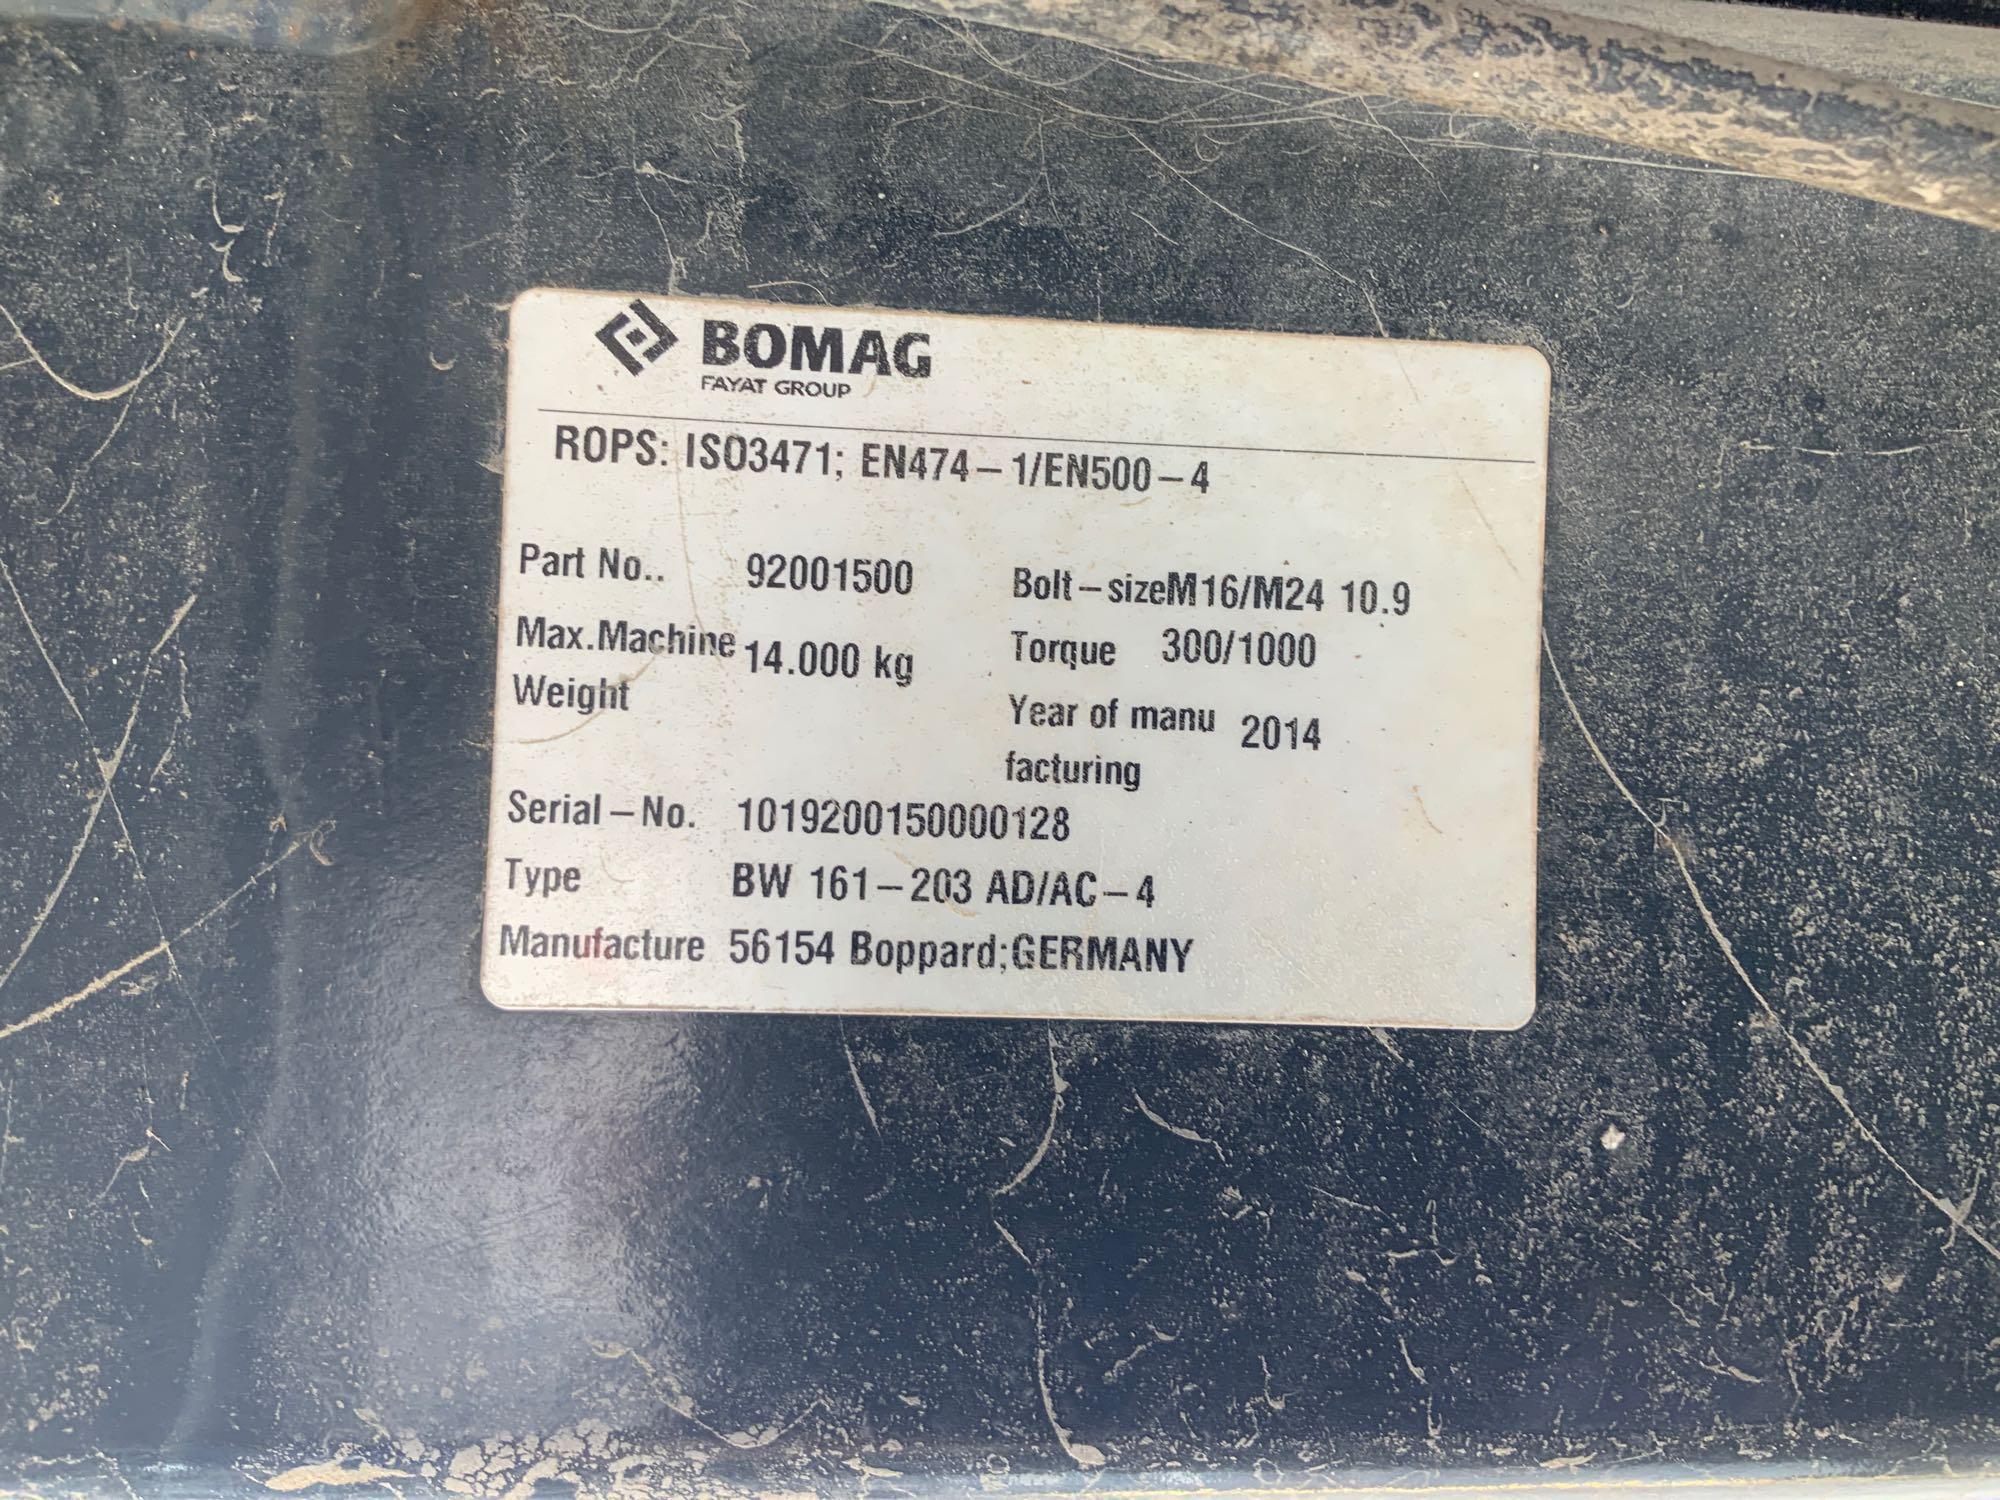 BOMAG
FAYAT GROUP
ROPS: ISO3471; EN474-1/EN500-4
Part No.. 92001500 Bolt-sizeM16/M24 10.9
Max.Machine 14.000 kg Torque 300/1000
Weight Year of manu 2014
facturing
Serial-No. 1019200150000128
Type BW 161-203 AD/AC-4
Manufacture 56154 Boppard;GERMANY